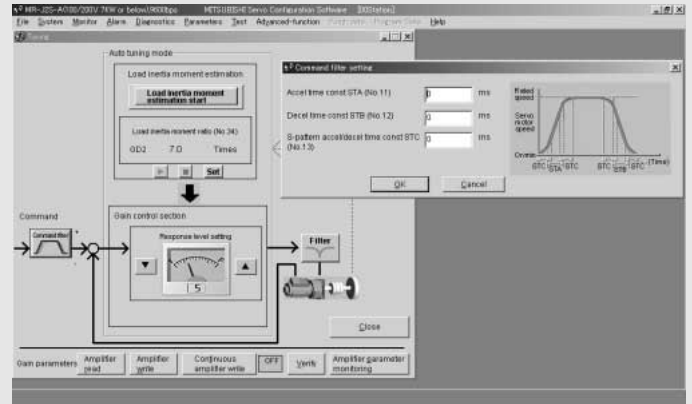 MR-J2S-A(100/200V 7KW or below)/9600bps MITSUBISHI Servo Configuration Software
File System Monitor Alarm Diagnostics Parameters Test Advanced-function Help
Tuning
Auto tuning mode
Load inertia moment estimation
Load inertia moment
estimation start
Load inertia moment ratio (No.34)
GD2 7.0 Times
Set
Command
Command filter
Gain control section
Response level setting
5
Filter
Close
Gain parameters
Amplifier
read
Amplifier
write
Continuous
amplifier write
OFF
Verify
Amplifier parameter
monitoring
Command filter setting
Accel time const STA (No.11) 0 ms
Decel time const STB (No.12) 0 ms
S-pattern accel/decel time const STC
(No.13) 0 ms
OK
Cancel
Rated
speed
Servo
motor
speed
0r/min
STC STA STC STC STB STC (Time)